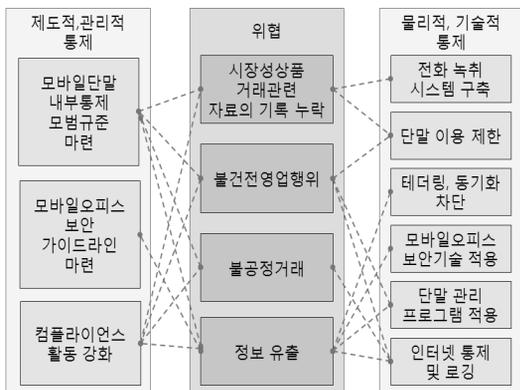 제도적,관리적
통제
모바일단말
내부통제
모범규준
마련
모바일오피스
보안
가이드라인
마련
컴플라이언스
활동 강화
위협
시장성상품
거래관련
자료의 기록 누락
불건전영업행위
불공정거래
정보 유출
물리적, 기술적
통제
전화 녹취
시스템 구축
단말 이용 제한
테더링, 동기화
차단
모바일오피스
보안기술 적용
단말 관리
프로그램 적용
인터넷 통제
및 로깅